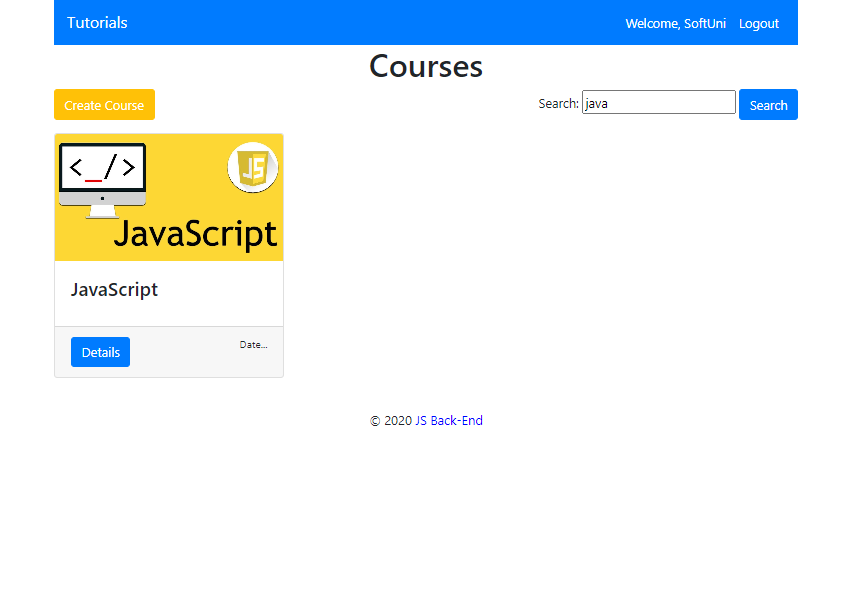 Tutorials Welcome, SoftUni Logout
Courses
Create Course Search: java Search
<_/> JS
JavaScript
JavaScript
Details Date...
© 2020 JS Back-End